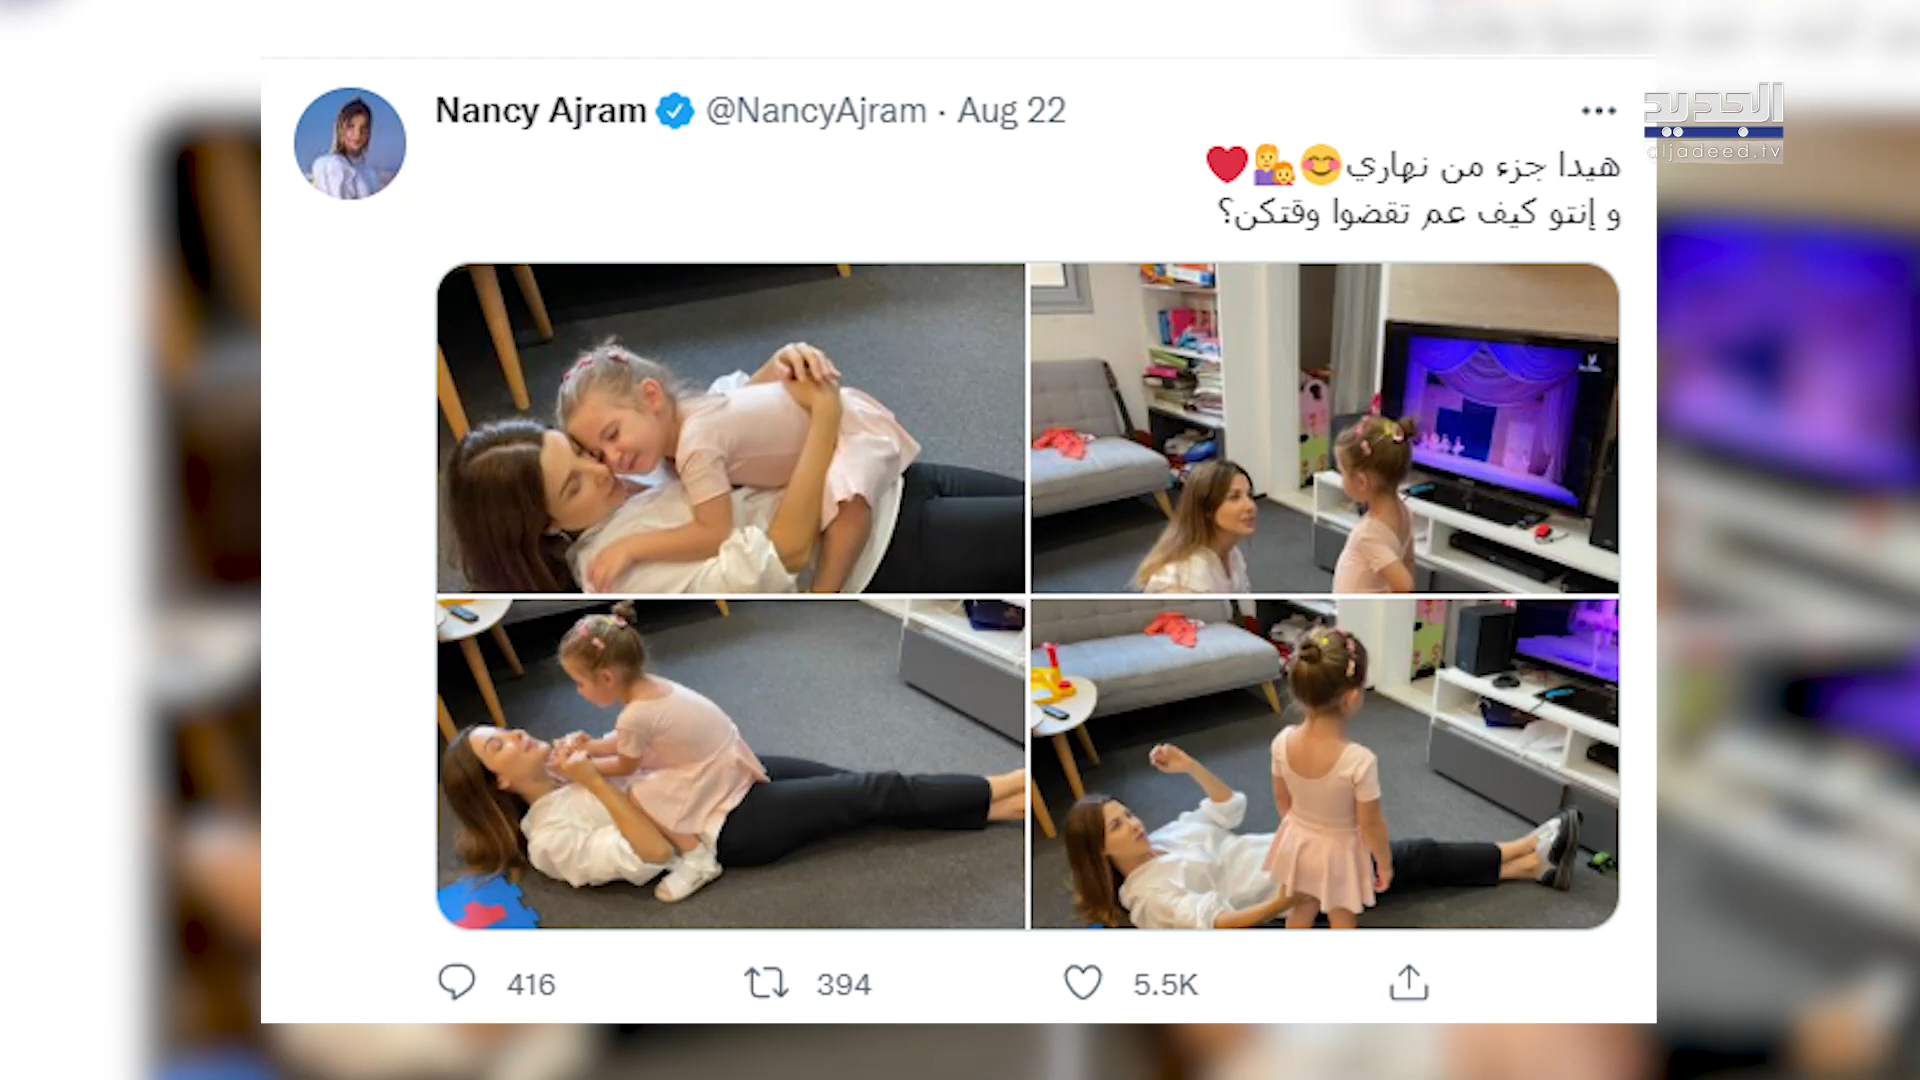 Nancy Ajram @NancyAjram · Aug 22
هيدا جزء من نهاري😊🙋‍♀️❤️
و إنتو كيف عم تقضوا وقتكن؟
416 394 5.5K
الجديد
aljadeed.tv